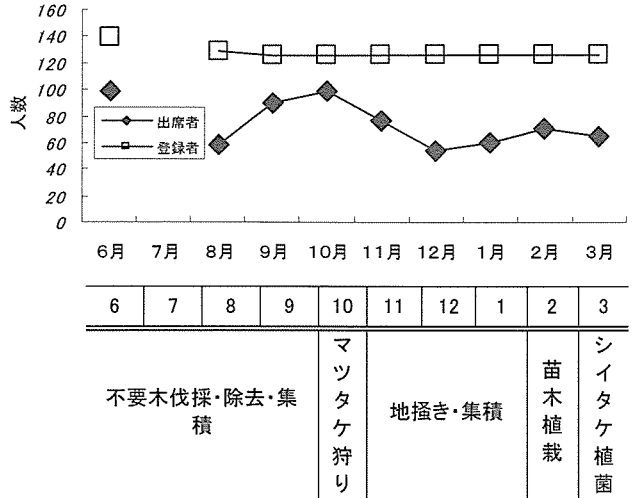 160
140
120
100
80
60
40
20
0
人数
出席者
登録者
6月 7月 8月 9月 10月 11月 12月 1月 2月 3月
6 7 8 9 10 11 12 1 2 3
不要木伐採・除去・集
積
マツタケ狩り
地掻き・集積
苗木植栽
シイタケ植菌